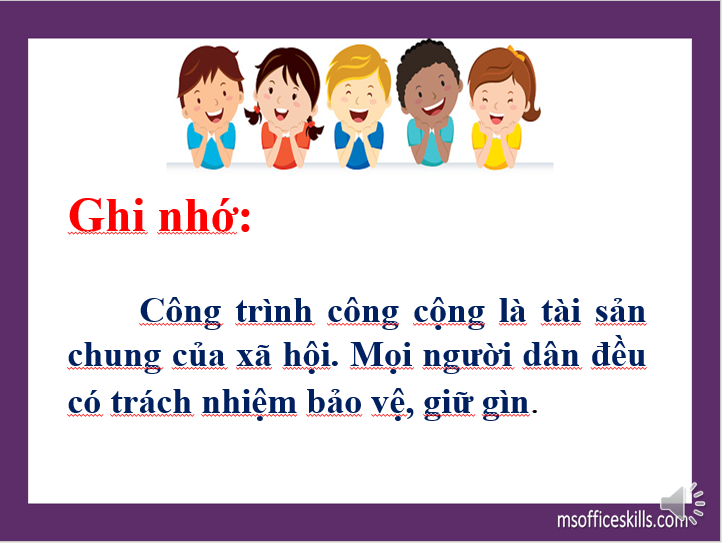 Ghi nhớ:
Công trình công cộng là tài sản
chung của xã hội. Mọi người dân đều
có trách nhiệm bảo vệ, giữ gìn.
msofficeskills.com